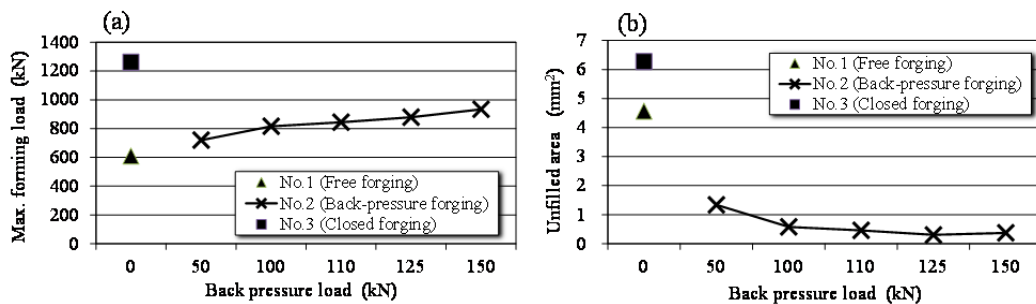 (a)
1400
1200
1000
800
600
400
200
0
Max. forming load (kN)
No.1 (Free forging)
No.2 (Back-pressure forging)
No.3 (Closed forging)
0 50 100 110 125 150
Back pressure load (kN)
(b)
7
6
5
4
3
2
1
0
Unfilled area (mm²)
No.1 (Free forging)
No.2 (Back-pressure forging)
No.3 (Closed forging)
0 50 100 110 125 150
Back pressure load (kN)